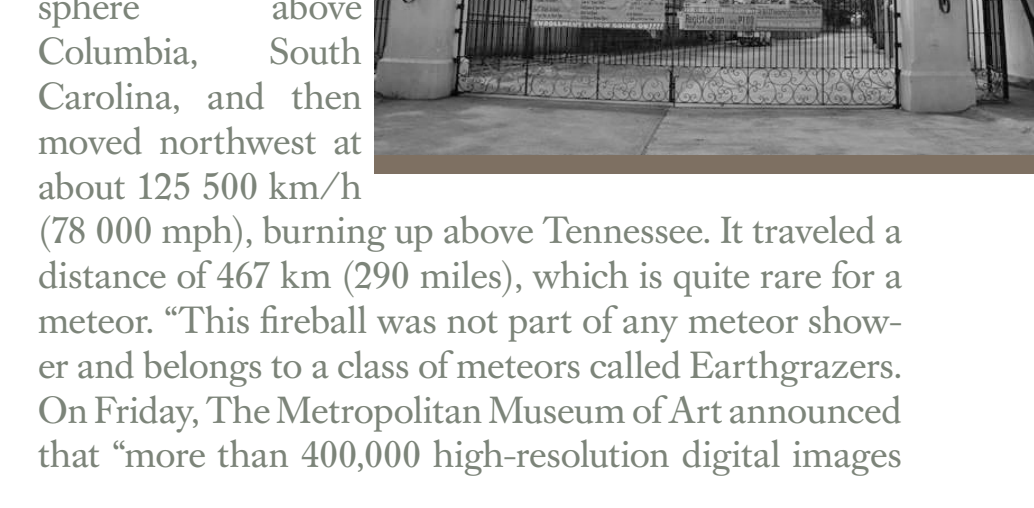 sphere above
Columbia, South
Carolina, and then
moved northwest at
about 125 500 km/h
(78 000 mph), burning up above Tennessee. It traveled a
distance of 467 km (290 miles), which is quite rare for a
meteor. “This fireball was not part of any meteor show-
er and belongs to a class of meteors called Earthgrazers.
On Friday, The Metropolitan Museum of Art announced
that “more than 400,000 high-resolution digital images
Registration